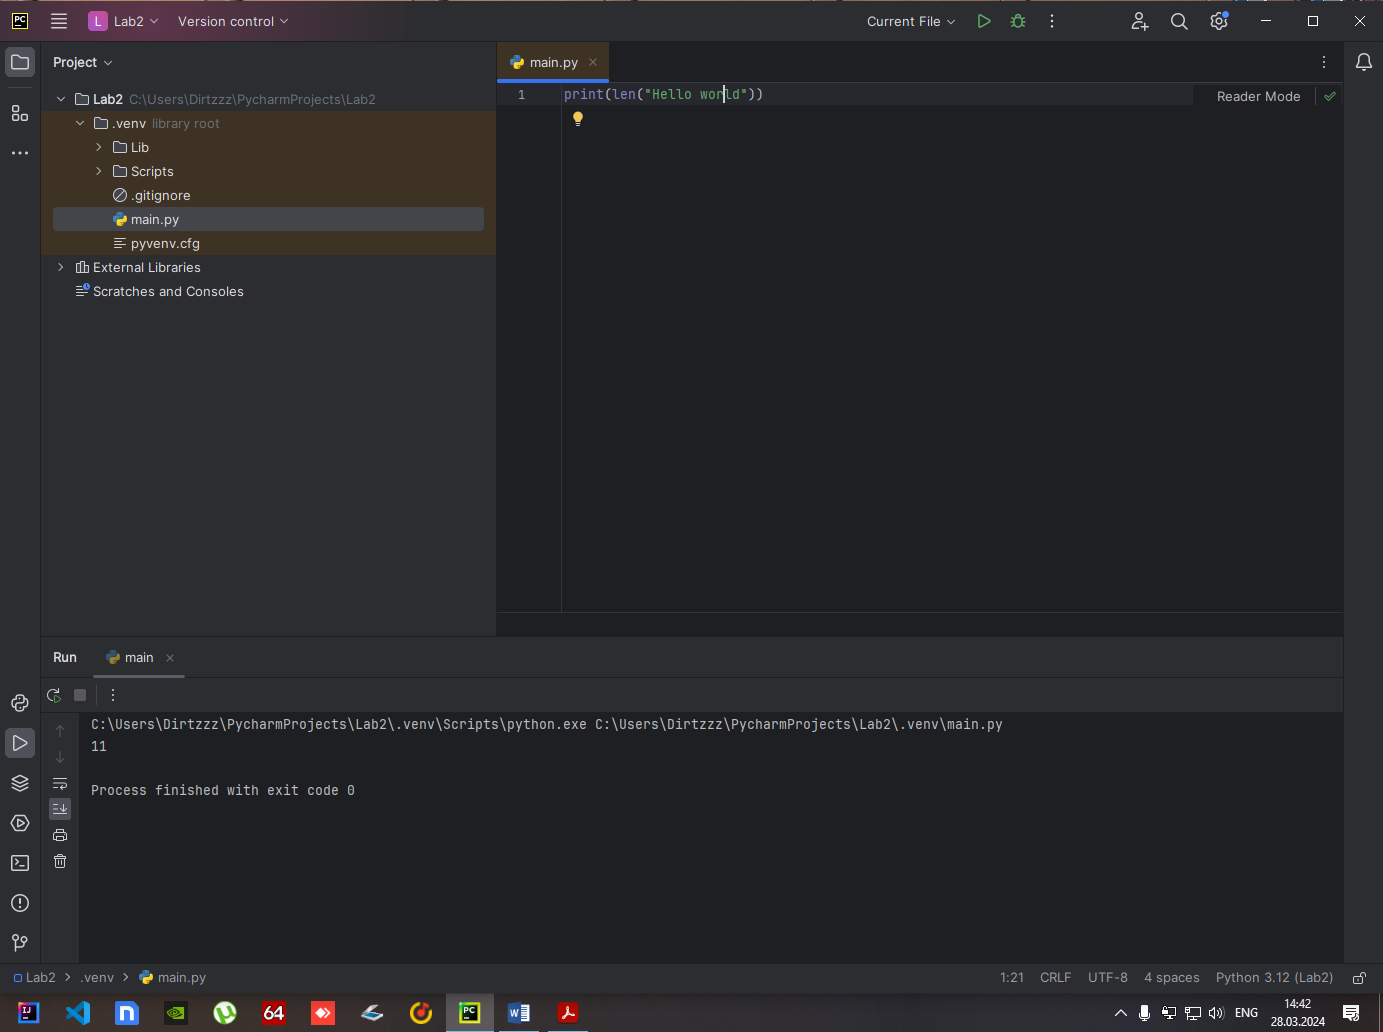 PC
L Lab2 Version control Current File
Project
main.py
Lab2 C:\Users\Dirtzzz\PycharmProjects\Lab2
.venv library root
Lib
Scripts
.gitignore
main.py
pyvenv.cfg
External Libraries
Scratches and Consoles
1 print(len("Hello world"))
Reader Mode
Run main
C:\Users\Dirtzzz\PycharmProjects\Lab2\.venv\Scripts\python.exe C:\Users\Dirtzzz\PycharmProjects\Lab2\.venv\main.py
11
Process finished with exit code 0
Lab2 > .venv > main.py 1:21 CRLF UTF-8 4 spaces Python 3.12 (Lab2)
IJ n 64 PC W ENG 14:42
28.03.2024